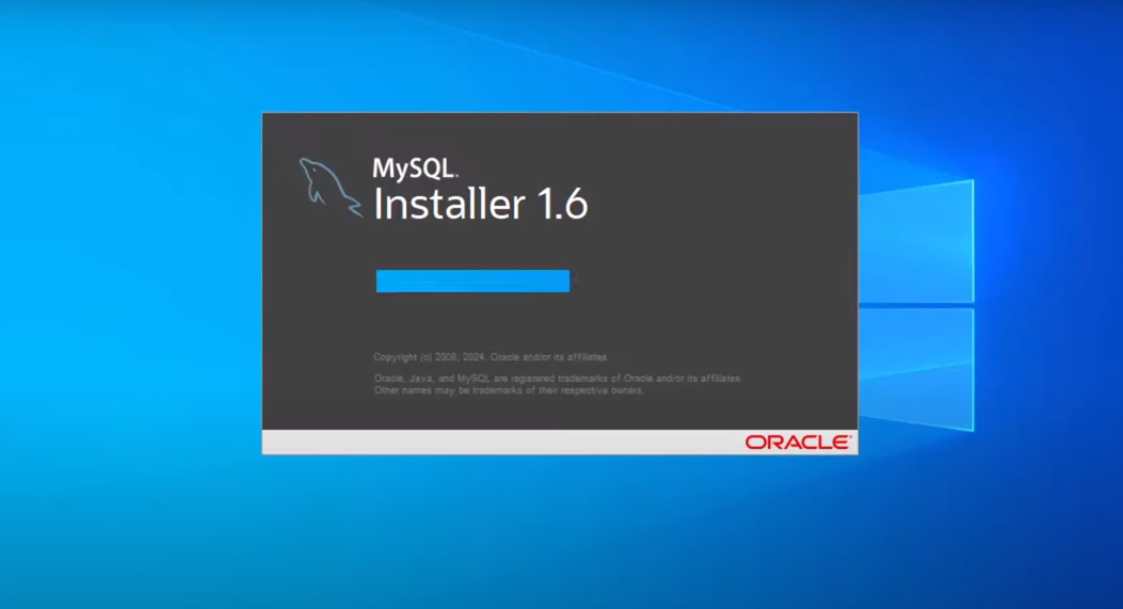 MySQL.
Installer 1.6
Copyright (c) 2008, 2024, Oracle and/or its affiliates.
Oracle, Java, and MySQL are registered trademarks of Oracle and/or its affiliates.
Other names may be trademarks of their respective owners.
ORACLE